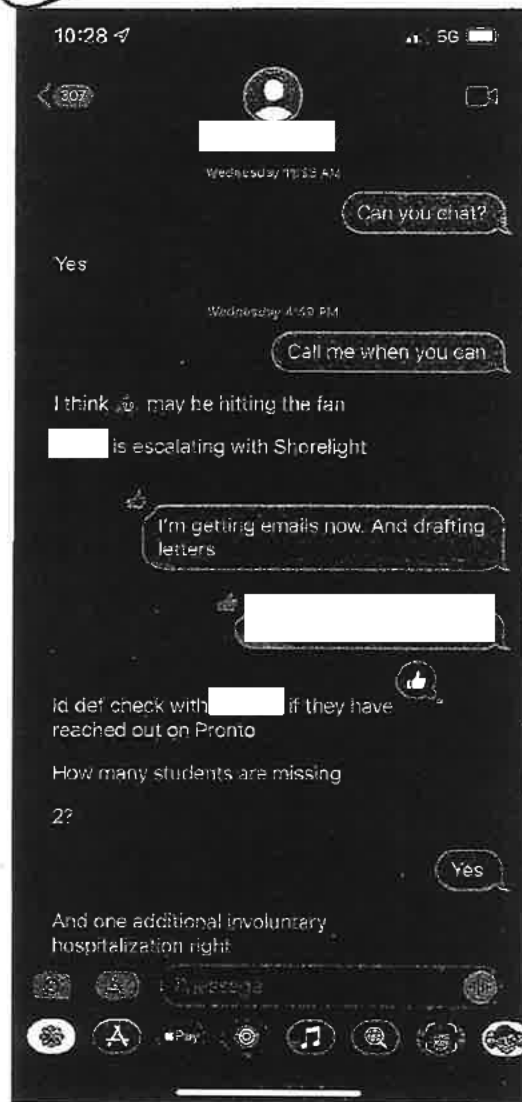 10:28
5G
307
Wednesday 11:53 AM
Can you chat?
Yes
Wednesday 4:49 PM
Call me when you can
I think may be hitting the fan
is escalating with Shorelight
I'm getting emails now. And drafting
letters
Id def check with if they have
reached out on Pronto
How many students are missing
2?
Yes
And one additional involuntary
hospitalization right
Pay